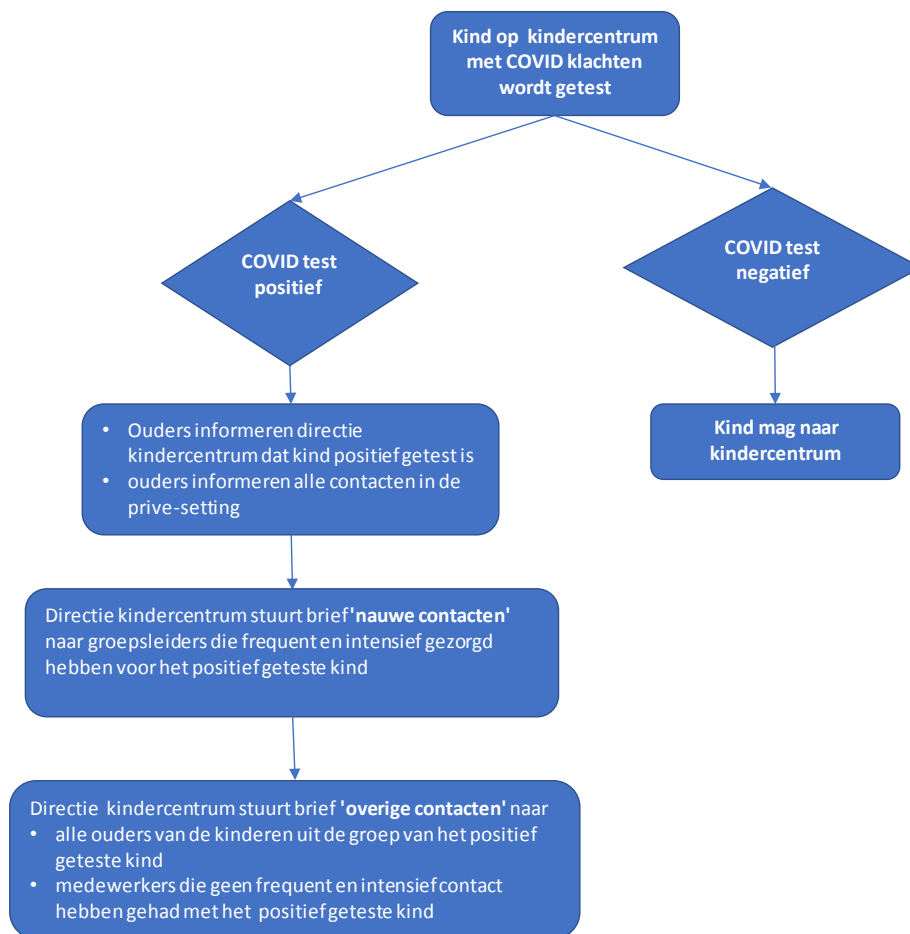 Kind op kindercentrum
met COVID klachten
wordt getest
COVID test
positief
COVID test
negatief
• Ouders informeren directie
kindercentrum dat kind positief getest is
• ouders informeren alle contacten in de
prive-setting
Kind mag naar
kindercentrum
Directie kindercentrum stuurt brief 'nauwe contacten'
naar groepsleiders die frequent en intensief gezorgd
hebben voor het positief geteste kind
Directie kindercentrum stuurt brief 'overige contacten' naar
• alle ouders van de kinderen uit de groep van het positief
geteste kind
• medewerkers die geen frequent en intensief contact
hebben gehad met het positief geteste kind